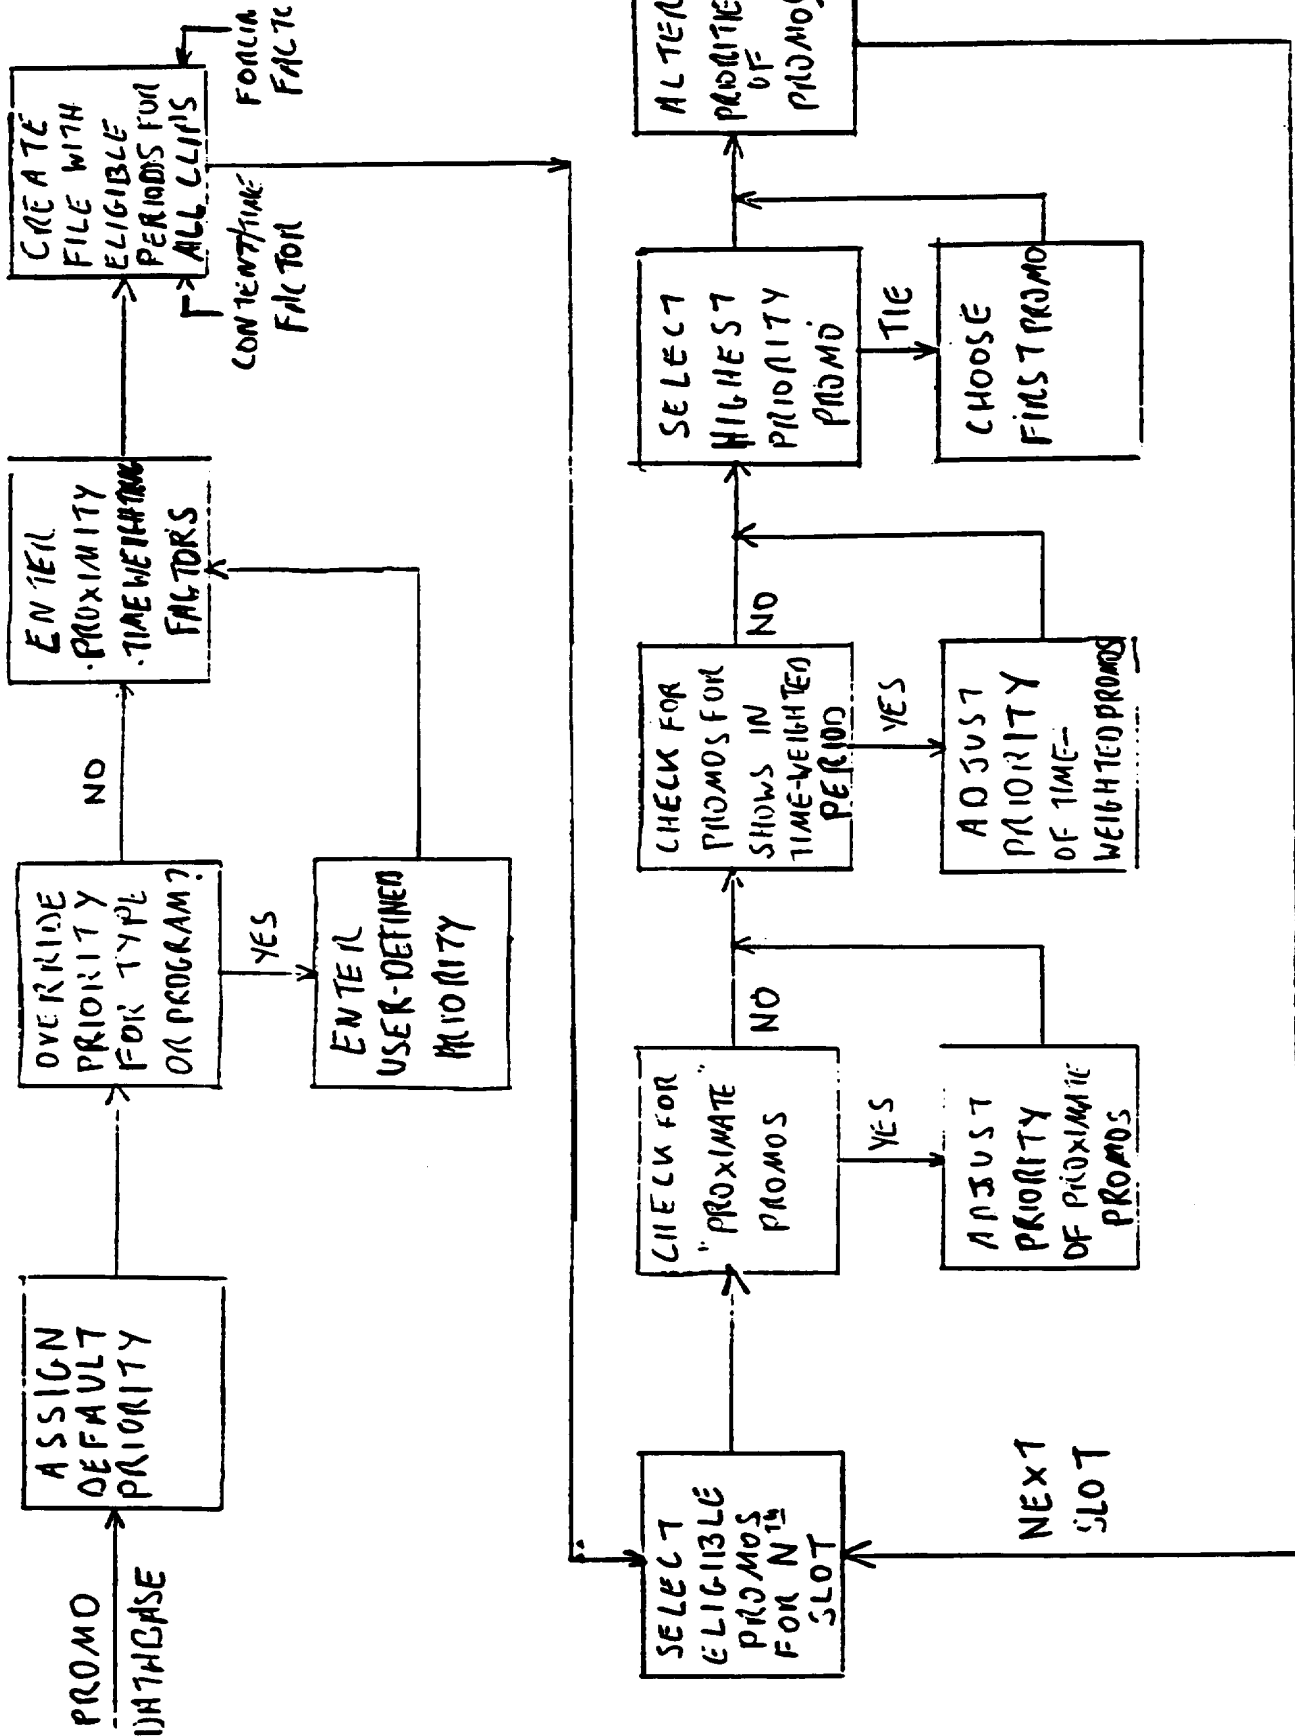 PROMO
DATABASE
ASSIGN
DEFAULT
PRIORITY
OVERRIDE
PRIORITY
FOR TYPE
OR PROGRAM?
NO
YES
ENTER
USER-DEFINED
PRIORITY
ENTER
·PROXIMITY
·TIME WEIGHTING
FACTORS
CREATE
FILE WITH
ELIGIBLE
PERIODS FOR
ALL CLIPS
CONTENT/TIME
FACTOR
SELECT
ELIGIBLE
PROMOS
FOR NTH
SLOT
NEXT
SLOT
CHECK FOR
"PROXIMATE"
PROMOS
NO
YES
ADJUST
PRIORITY
OF PROXIMATE
PROMOS
CHECK FOR
PROMOS FOR
SHOWS IN
TIME-WEIGHTED
PERIOD
NO
YES
ADJUST
PRIORITY
OF TIME-
WEIGHTED PROMOS
SELECT
HIGHEST
PRIORITY
PROMO
TIE
CHOOSE
FIRST PROMO
ALTER
PRIORITIE
OF
PROMOS